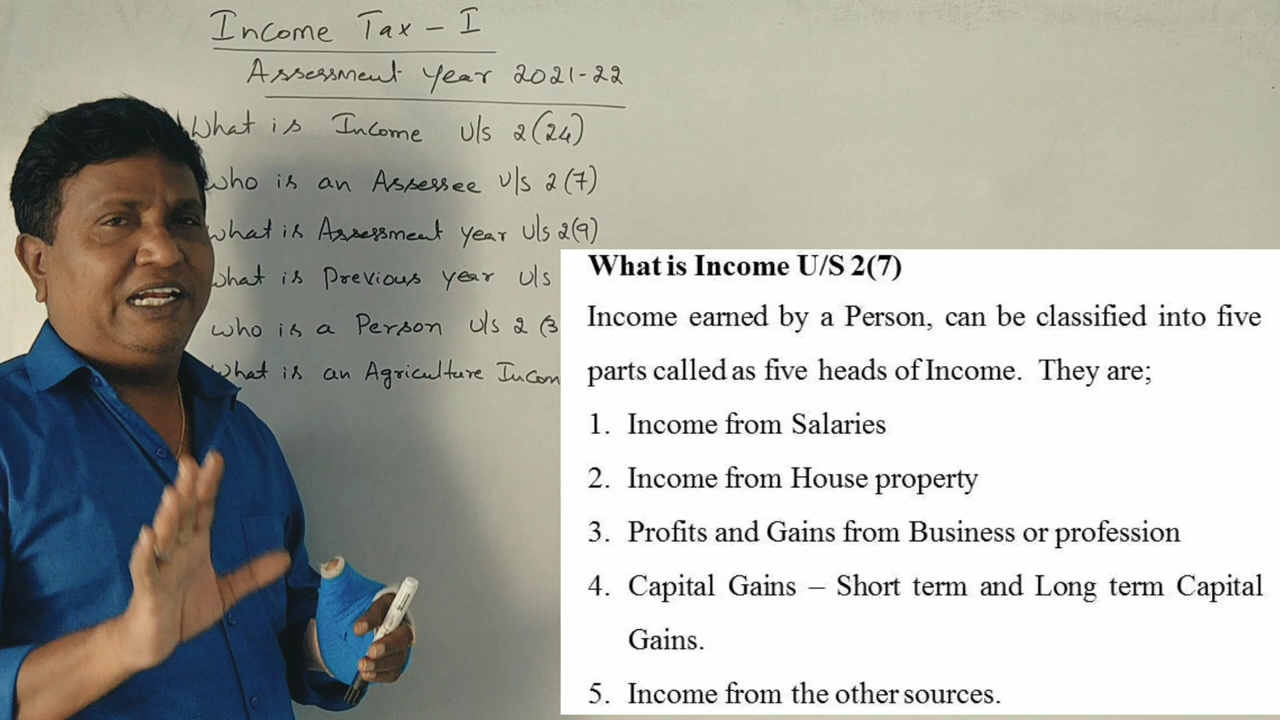 Income Tax - I
Assessment year 2021-22
What is Income U/s 2(24)
who is an Assessee U/s 2(7)
what is Assessment year U/s 2(9)
what is Previous year U/s
who is a Person U/s 2 (3
what is an Agriculture Incom
What is Income U/S 2(7)
Income earned by a Person, can be classified into five
parts called as five heads of Income. They are;
1. Income from Salaries
2. Income from House property
3. Profits and Gains from Business or profession
4. Capital Gains – Short term and Long term Capital
Gains.
5. Income from the other sources.